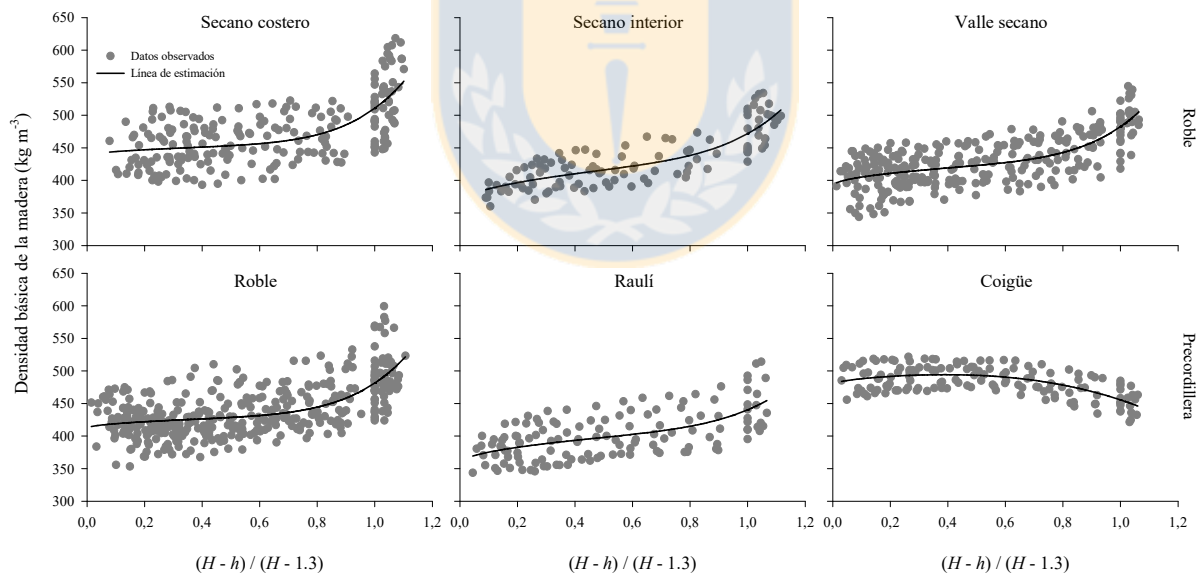 Secano costero
Secano interior
Valle secano
Datos observados
Línea de estimación
650
600
550
500
450
400
350
300
Roble
Densidad básica de la madera (kg m-3)
Roble
Raulí
Coigüe
650
600
550
500
450
400
350
300
Precordillera
0,0 0,2 0,4 0,6 0,8 1,0 1,2
0,0 0,2 0,4 0,6 0,8 1,0 1,2
0,0 0,2 0,4 0,6 0,8 1,0 1,2
(H - h) / (H - 1.3)
(H - h) / (H - 1.3)
(H - h) / (H - 1.3)